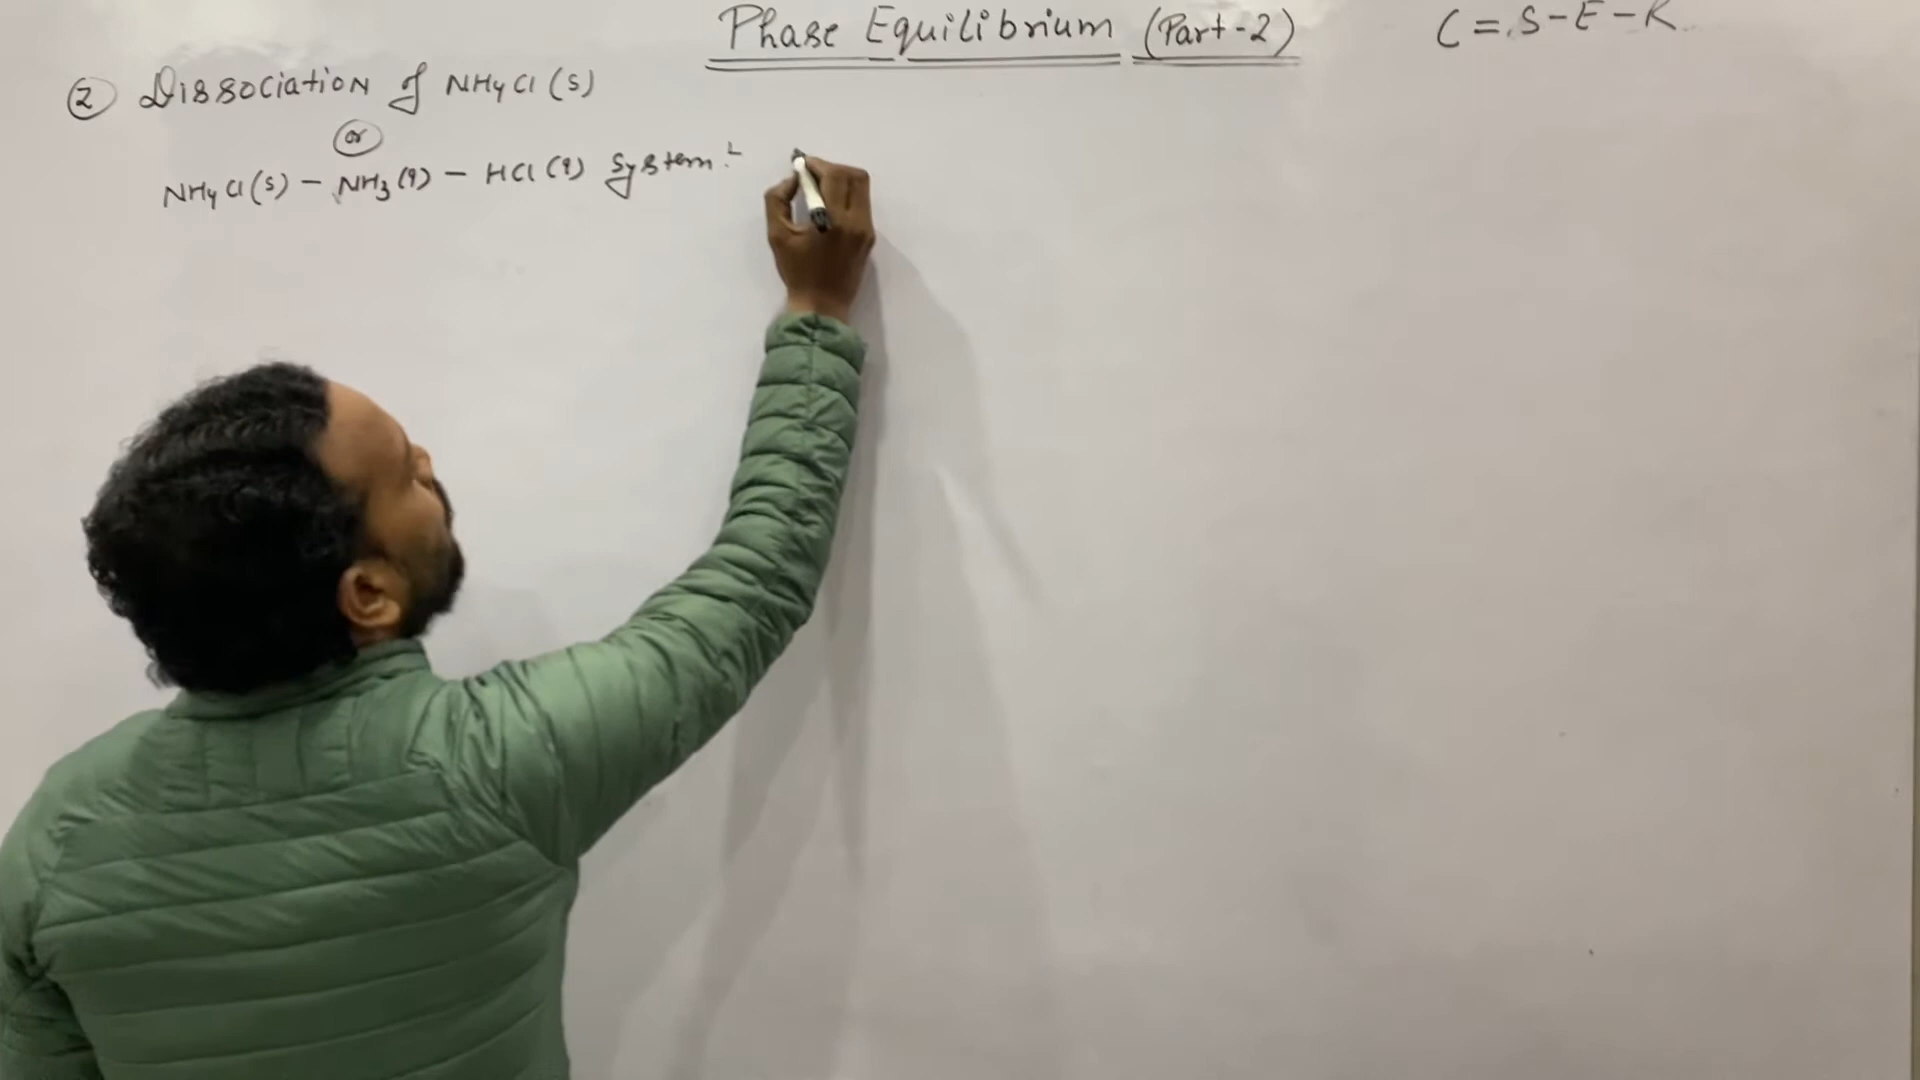 Phase Equilibrium (Part-2)
C = S - E - R
② Dissociation of NH4Cl(s)
or
NH4Cl(s) - NH3(g) - HCl(g) System:-